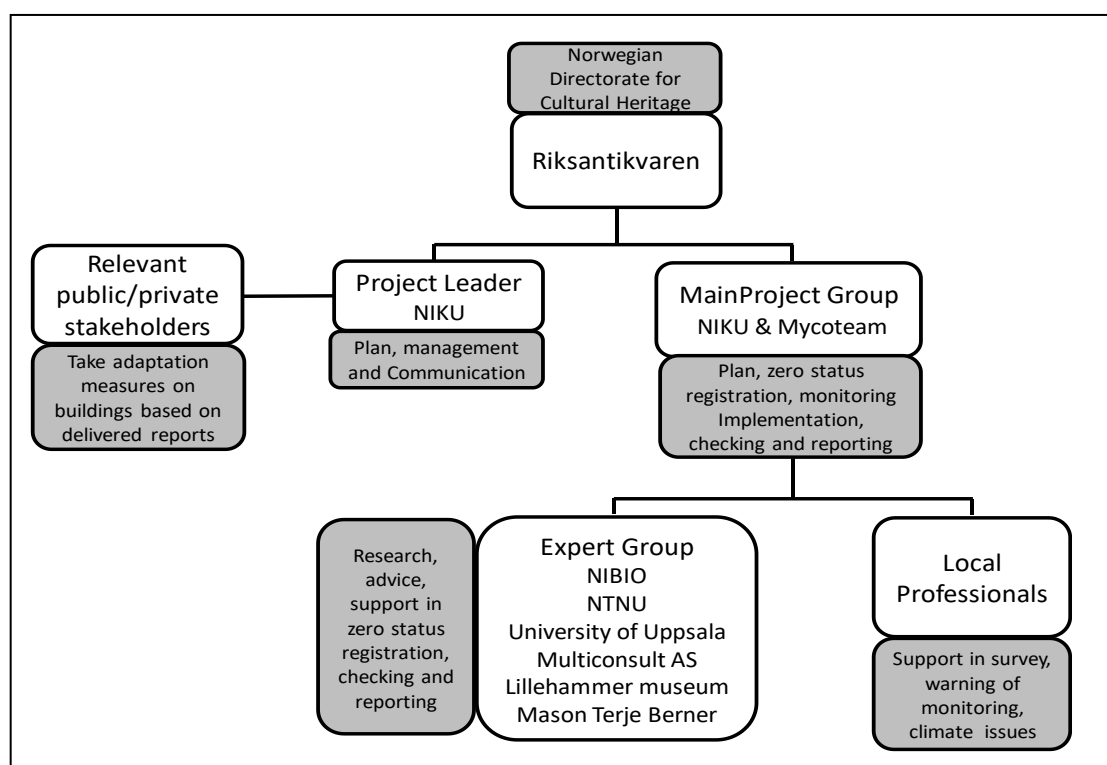 Norwegian
Directorate for
Cultural Heritage
Riksantikvaren
Relevant
public/private
stakeholders
Take adaptation
measures on
buildings based on
delivered reports
Project Leader
NIKU
Plan, management
and Communication
MainProject Group
NIKU & Mycoteam
Plan, zero status
registration, monitoring
Implementation,
checking and reporting
Research,
advice,
support in
zero status
registration,
checking and
reporting
Expert Group
NIBIO
NTNU
University of Uppsala
Multiconsult AS
Lillehammer museum
Mason Terje Berner
Local
Professionals
Support in survey,
warning of
monitoring,
climate issues